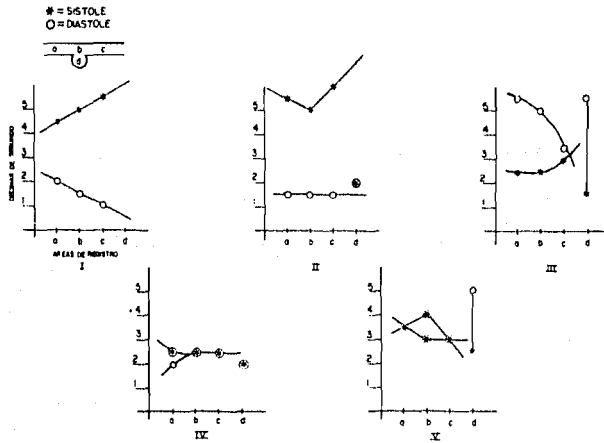 * = SISTOLE
O = DIASTOLE
a b c
d
DECIMAS DE SEGUNDO
5
4
3
2
1
a b c d
AREAS DE REGISTRO
I
5
4
3
2
1
a b c d
II
5
4
3
2
1
a b c d
III
5
4
3
2
1
a b c d
IV
5
4
3
2
1
a b c d
V